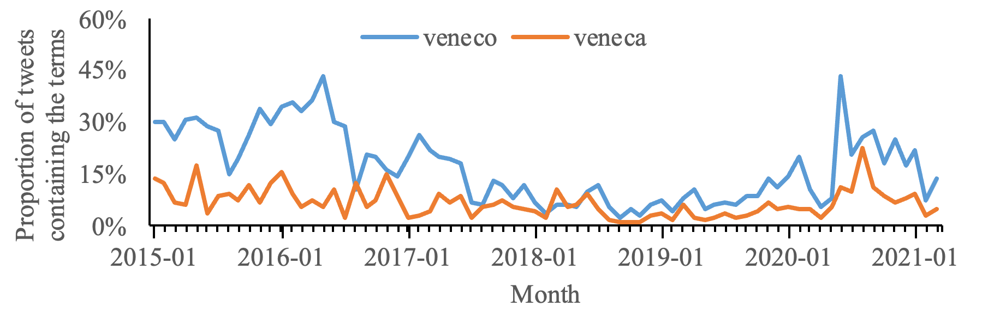 Proportion of tweets
containing the terms
60%
45%
30%
15%
0%
veneco
veneca
2015-01
2016-01
2017-01
2018-01
2019-01
2020-01
2021-01
Month